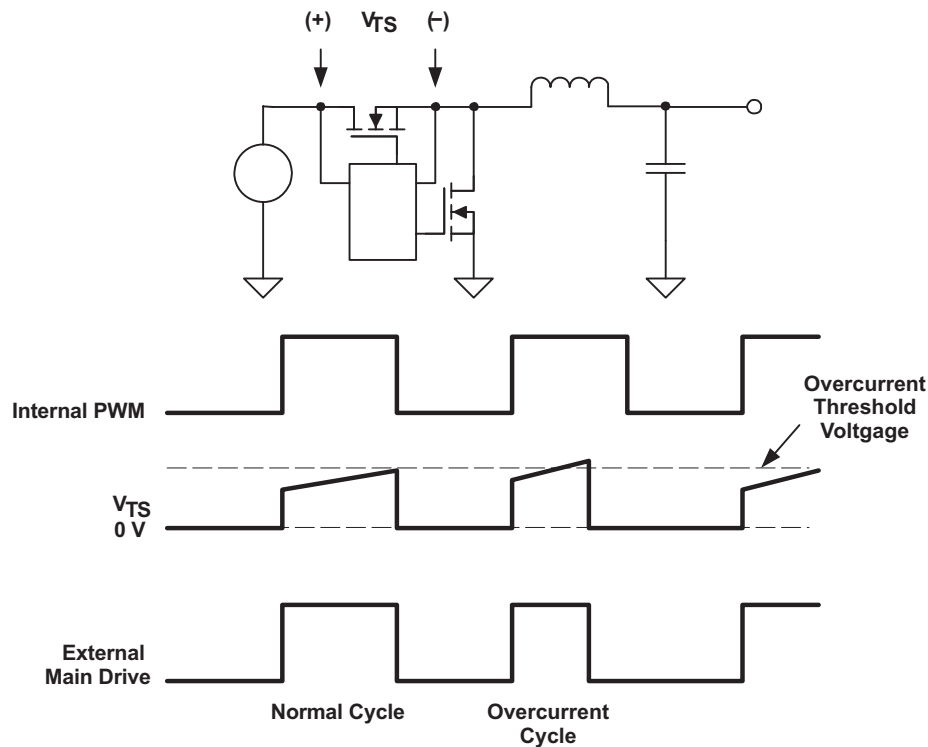 (+) VTS (−)
Internal PWM
Overcurrent
Threshold
Voltgage
VTS
0 V
External
Main Drive
Normal Cycle
Overcurrent
Cycle